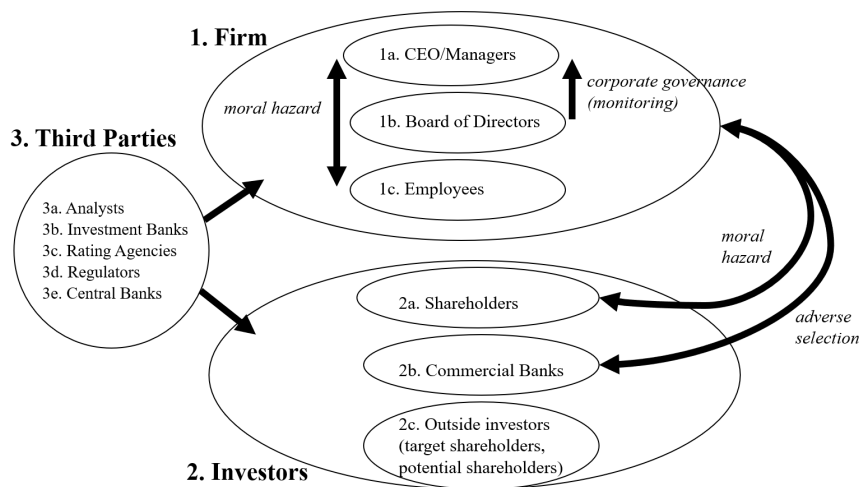 1. Firm
1a. CEO/Managers
moral hazard
corporate governance
(monitoring)
1b. Board of Directors
1c. Employees
3. Third Parties
3a. Analysts
3b. Investment Banks
3c. Rating Agencies
3d. Regulators
3e. Central Banks
moral
hazard
adverse
selection
2a. Shareholders
2b. Commercial Banks
2c. Outside investors
(target shareholders,
potential shareholders)
2. Investors